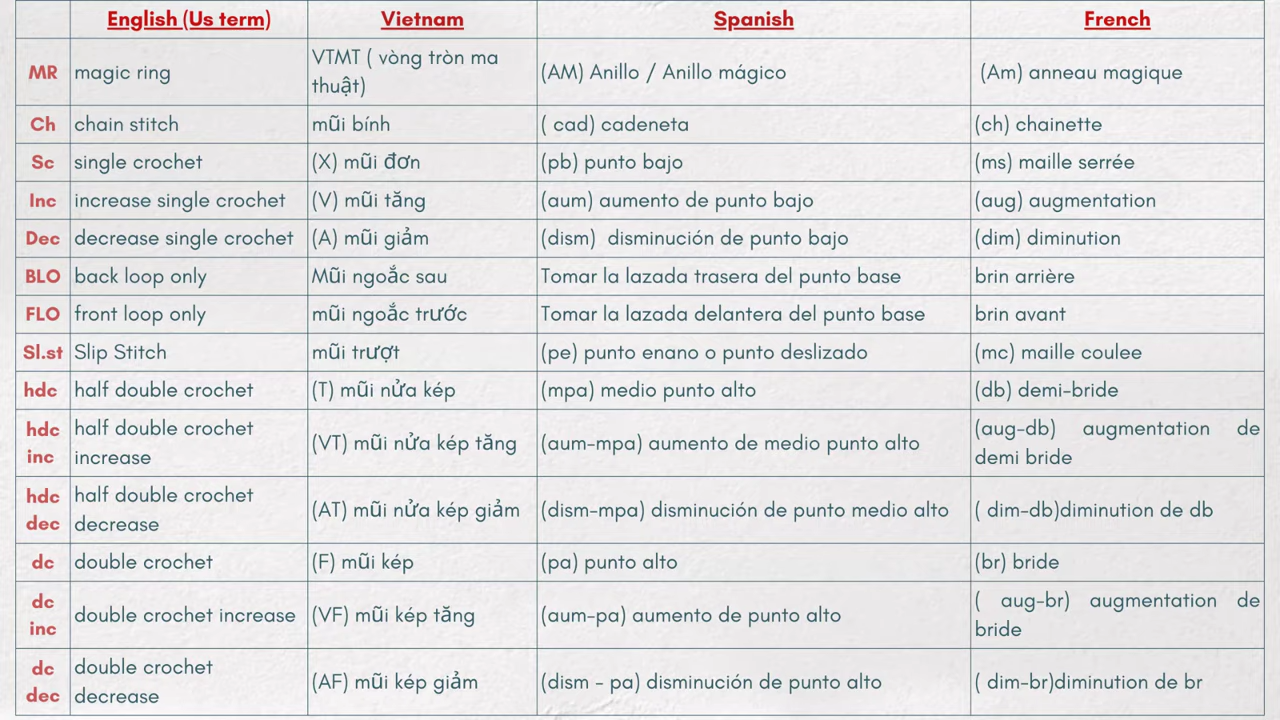 English (Us term) Vietnam Spanish French
MR magic ring VTMT ( vòng tròn ma thuật) (AM) Anillo / Anillo mágico (Am) anneau magique
Ch chain stitch mũi bính ( cad) cadeneta (ch) chainette
Sc single crochet (X) mũi đơn (pb) punto bajo (ms) maille serrée
Inc increase single crochet (V) mũi tăng (aum) aumento de punto bajo (aug) augmentation
Dec decrease single crochet (A) mũi giảm (dism) disminución de punto bajo (dim) diminution
BLO back loop only Mũi ngoắc sau Tomar la lazada trasera del punto base brin arrière
FLO front loop only mũi ngoắc trước Tomar la lazada delantera del punto base brin avant
Sl.st Slip Stitch mũi trượt (pe) punto enano o punto deslizado (mc) maille coulee
hdc half double crochet (T) mũi nửa kép (mpa) medio punto alto (db) demi-bride
hdc inc half double crochet increase (VT) mũi nửa kép tăng (aum-mpa) aumento de medio punto alto (aug-db) augmentation de demi bride
hdc dec half double crochet decrease (AT) mũi nửa kép giảm (dism-mpa) disminución de punto medio alto ( dim-db)diminution de db
dc double crochet (F) mũi kép (pa) punto alto (br) bride
dc inc double crochet increase (VF) mũi kép tăng (aum-pa) aumento de punto alto ( aug-br) augmentation de bride
dc dec double crochet decrease (AF) mũi kép giảm (dism - pa) disminución de punto alto ( dim-br)diminution de br